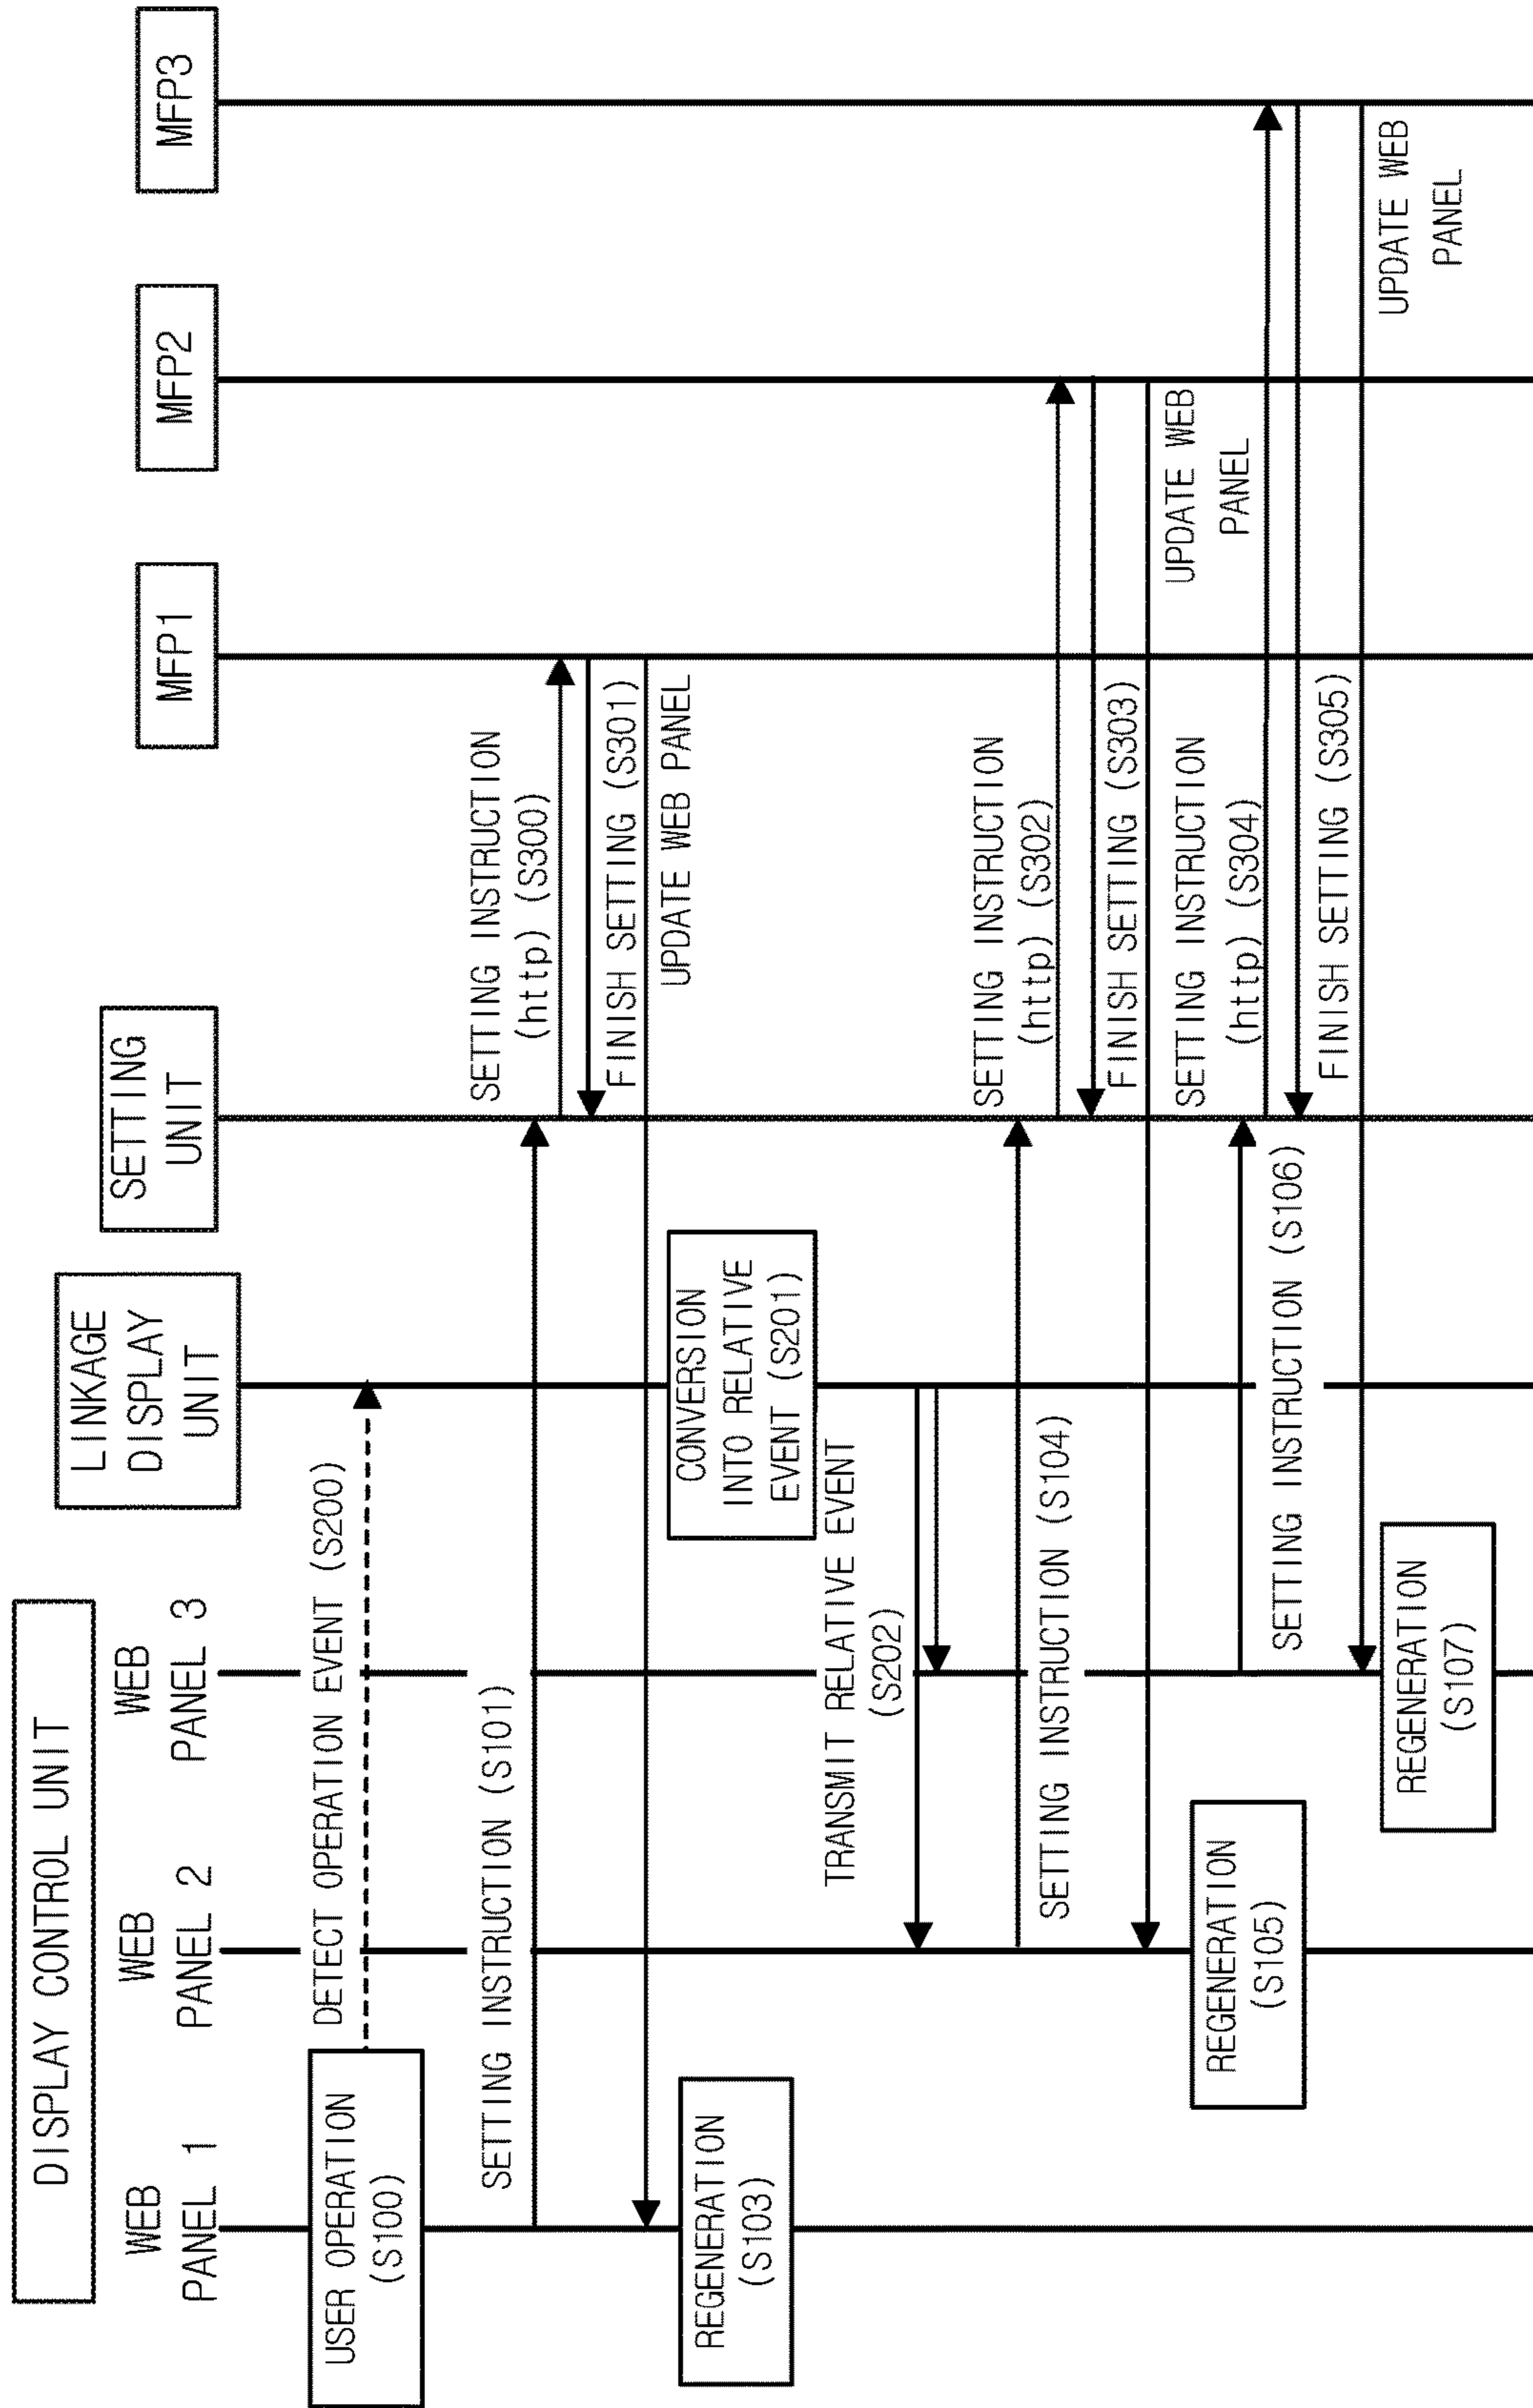 DISPLAY CONTROL UNIT
WEB
PANEL 1
WEB
PANEL 2
WEB
PANEL 3
LINKAGE
DISPLAY
UNIT
SETTING
UNIT
MFP1
MFP2
MFP3
USER OPERATION
(S100)
DETECT OPERATION EVENT (S200)
SETTING INSTRUCTION (S101)
SETTING INSTRUCTION
(http) (S300)
FINISH SETTING (S301)
UPDATE WEB PANEL
REGENERATION
(S103)
CONVERSION
INTO RELATIVE
EVENT (S201)
TRANSMIT RELATIVE EVENT
(S202)
SETTING INSTRUCTION (S104)
SETTING INSTRUCTION
(http) (S302)
FINISH SETTING (S303)
UPDATE WEB
PANEL
REGENERATION
(S105)
SETTING INSTRUCTION
(http) (S304)
SETTING INSTRUCTION (S106)
FINISH SETTING (S305)
UPDATE WEB
PANEL
REGENERATION
(S107)